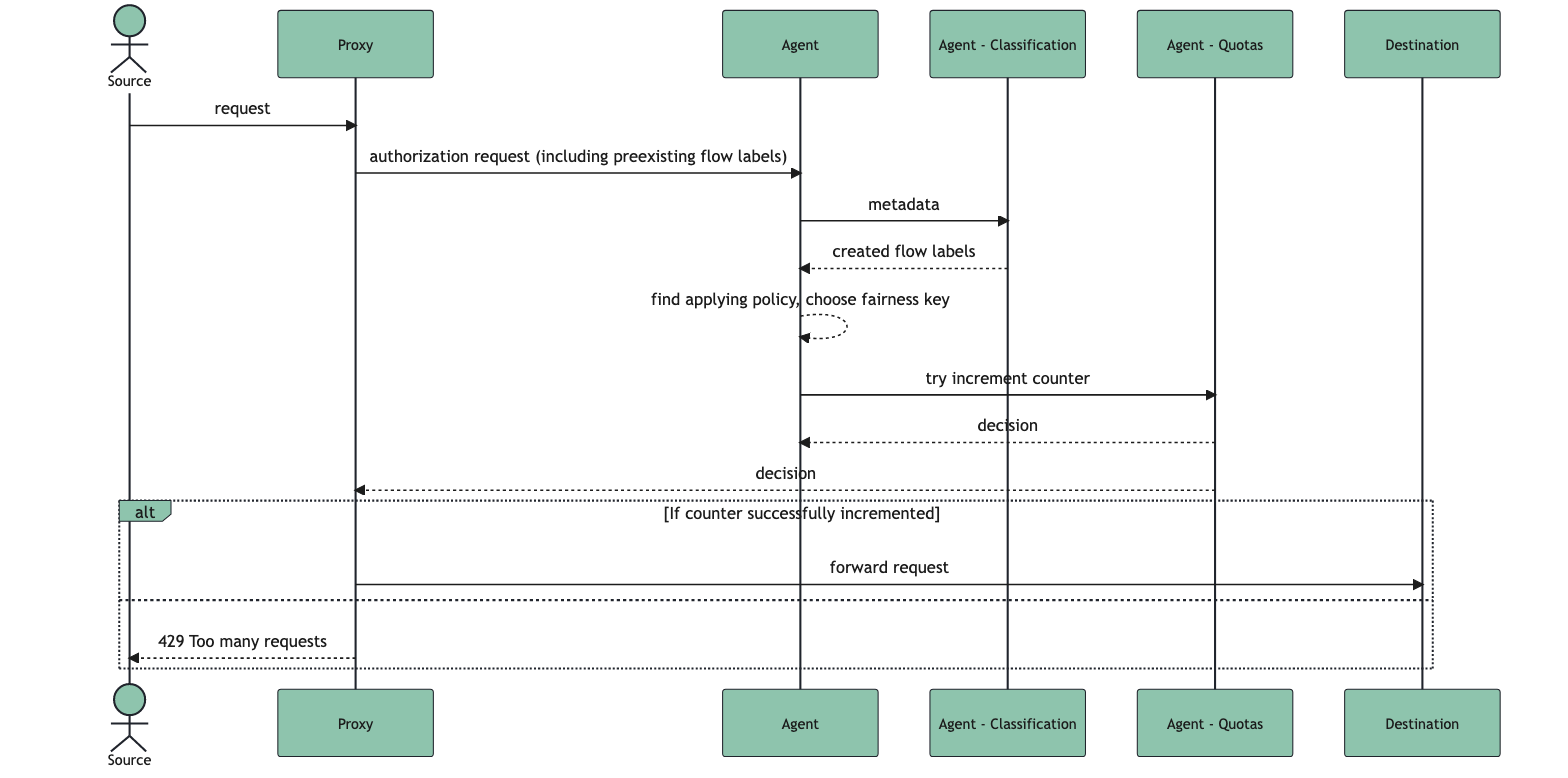 Source
Proxy
Agent
Agent - Classification
Agent - Quotas
Destination
request
authorization request (including preexisting flow labels)
metadata
created flow labels
find applying policy, choose fairness key
try increment counter
decision
decision
alt
[If counter successfully incremented]
forward request
429 Too many requests
Source
Proxy
Agent
Agent - Classification
Agent - Quotas
Destination